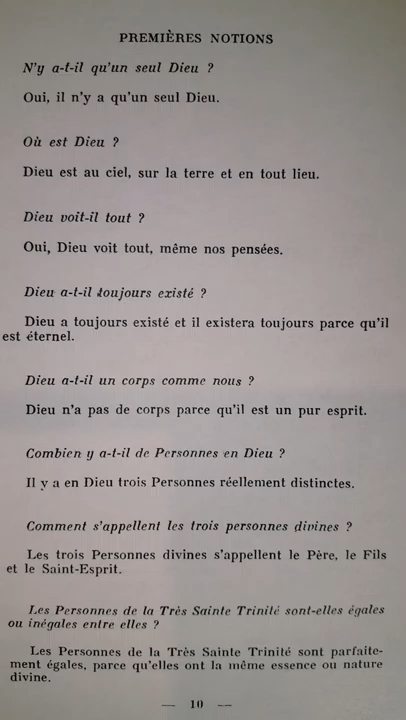 PREMIÈRES NOTIONS
N'y a-t-il qu'un seul Dieu ?
Oui, il n'y a qu'un seul Dieu.
Où est Dieu ?
Dieu est au ciel, sur la terre et en tout lieu.
Dieu voit-il tout ?
Oui, Dieu voit tout, même nos pensées.
Dieu a-t-il toujours existé ?
Dieu a toujours existé et il existera toujours parce qu'il
est éternel.
Dieu a-t-il un corps comme nous ?
Dieu n'a pas de corps parce qu'il est un pur esprit.
Combien y a-t-il de Personnes en Dieu ?
Il y a en Dieu trois Personnes réellement distinctes.
Comment s'appellent les trois personnes divines ?
Les trois Personnes divines s'appellent le Père, le Fils
et le Saint-Esprit.
Les Personnes de la Très Sainte Trinité sont-elles égales
ou inégales entre elles ?
Les Personnes de la Très Sainte Trinité sont parfaite-
ment égales, parce qu'elles ont la même essence ou nature
divine.
— 10 —